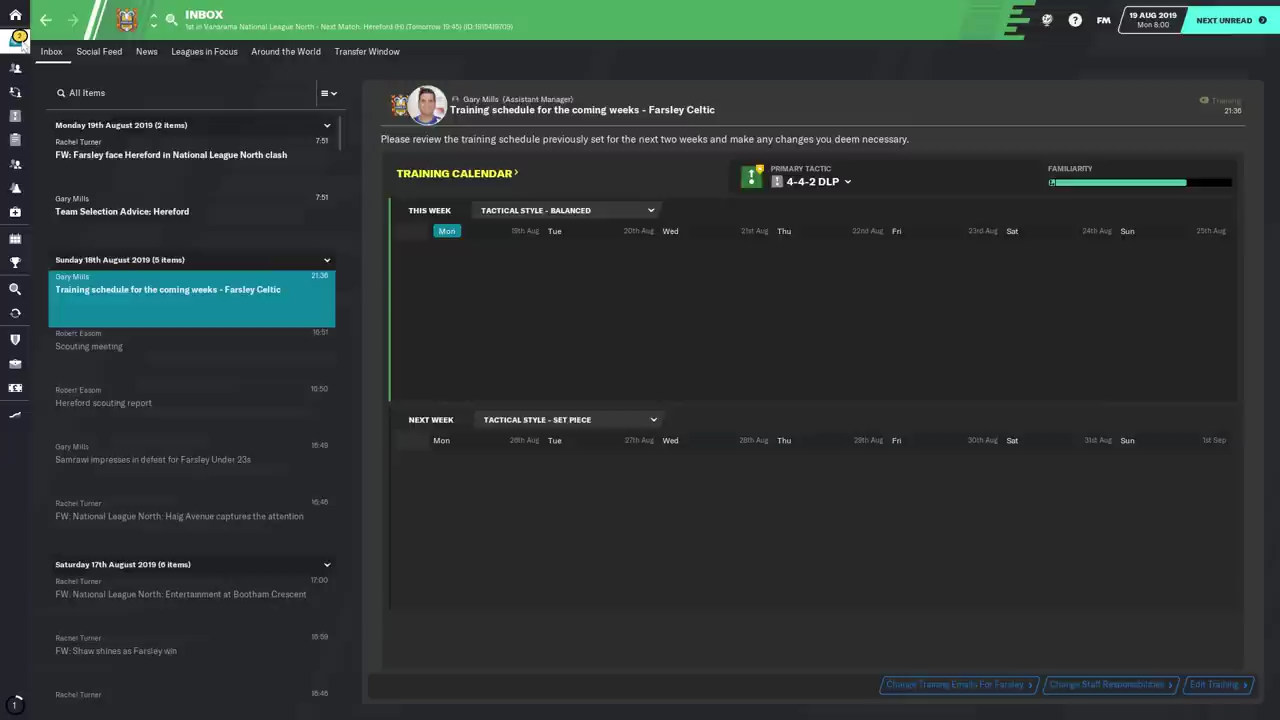 INBOX
1st in Vanarama National League North - Next Match: Hereford (H) (Tomorrow 19:45)
2
FM
19 AUG 2019
Mon 8:00
NEXT UNREAD
Inbox
Social Feed
News
Leagues in Focus
Around the World
Transfer Window
All Items
Monday 19th August 2019 (2 items)
Rachel Turner 7:51
FW: Farsley face Hereford in National League North clash
Gary Mills 7:51
Team Selection Advice: Hereford
Sunday 18th August 2019 (5 items)
Gary Mills 21:36
Training schedule for the coming weeks - Farsley Celtic
Robert Easom 16:51
Scouting meeting
Robert Easom 16:50
Hereford scouting report
Gary Mills 16:49
Samrawi impresses in defeat for Farsley Under 23s
Rachel Turner 16:46
FW: National League North: Haig Avenue captures the attention
Saturday 17th August 2019 (6 items)
Rachel Turner 17:00
FW: National League North: Entertainment at Bootham Crescent
Rachel Turner 16:59
FW: Shaw shines as Farsley win
Rachel Turner 16:46
Gary Mills (Assistant Manager)
Training schedule for the coming weeks - Farsley Celtic
Training
21:36
Please review the training schedule previously set for the next two weeks and make any changes you deem necessary.
TRAINING CALENDAR
PRIMARY TACTIC
4-4-2 DLP
FAMILIARITY
THIS WEEK
TACTICAL STYLE - BALANCED
Mon 19th Aug Tue 20th Aug Wed 21st Aug Thu 22nd Aug Fri 23rd Aug Sat 24th Aug Sun 25th Aug
NEXT WEEK
TACTICAL STYLE - SET PIECE
Mon 26th Aug Tue 27th Aug Wed 28th Aug Thu 29th Aug Fri 30th Aug Sat 31st Aug Sun 1st Sep
Change Training Emails For Farsley
Change Staff Responsibilities
Edit Training
1